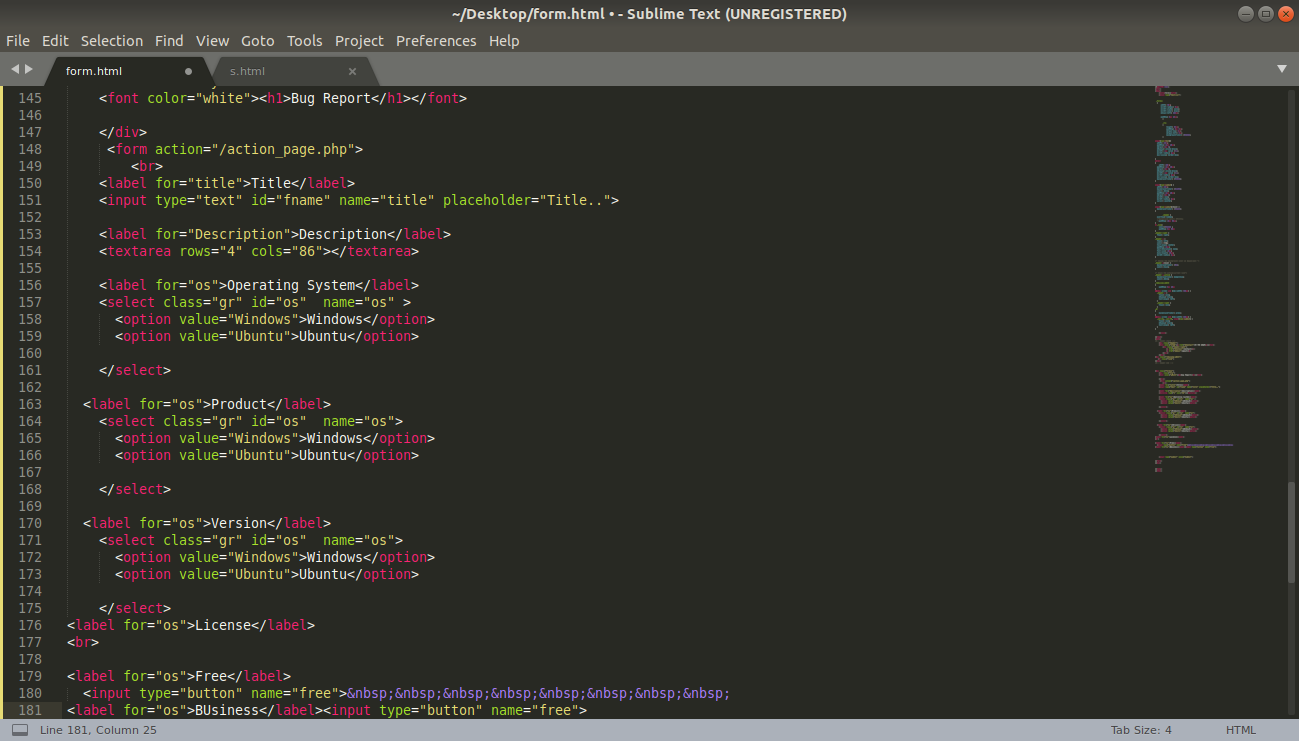 ~/Desktop/form.html • - Sublime Text (UNREGISTERED)
File Edit Selection Find View Goto Tools Project Preferences Help
form.html s.html
145 <font color="white"><h1>Bug Report</h1></font>
146
147 </div>
148 <form action="/action_page.php">
149 <br>
150 <label for="title">Title</label>
151 <input type="text" id="fname" name="title" placeholder="Title..">
152
153 <label for="Description">Description</label>
154 <textarea rows="4" cols="86"></textarea>
155
156 <label for="os">Operating System</label>
157 <select class="gr" id="os"  name="os" >
158 <option value="Windows">Windows</option>
159 <option value="Ubuntu">Ubuntu</option>
160
161 </select>
162
163 <label for="os">Product</label>
164 <select class="gr" id="os"  name="os">
165 <option value="Windows">Windows</option>
166 <option value="Ubuntu">Ubuntu</option>
167
168 </select>
169
170 <label for="os">Version</label>
171 <select class="gr" id="os"  name="os">
172 <option value="Windows">Windows</option>
173 <option value="Ubuntu">Ubuntu</option>
174
175 </select>
176 <label for="os">License</label>
177 <br>
178
179 <label for="os">Free</label>
180 <input type="button" name="free">&nbsp;&nbsp;&nbsp;&nbsp;&nbsp;&nbsp;&nbsp;&nbsp;
181 <label for="os">BUsiness</label><input type="button" name="free">
Line 181, Column 25 Tab Size: 4 HTML